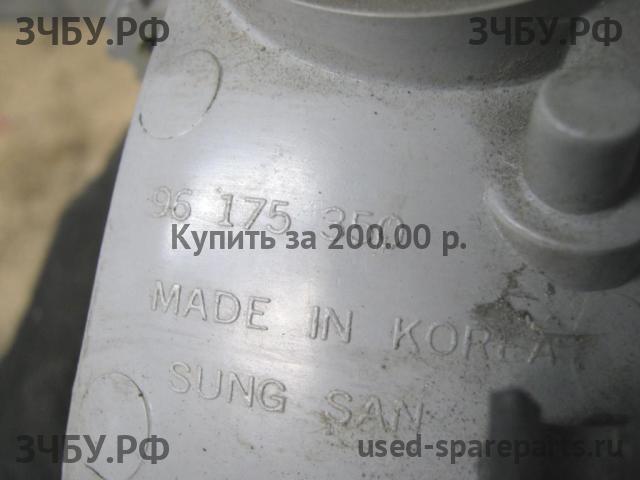 ЗЧБУ.РФ ЗЧБУ.РФ
96 175 350
Купить за 200.00 р.
MADE IN KOREA
SUNG SAN
ЗЧБУ.РФ used-spareparts.ru